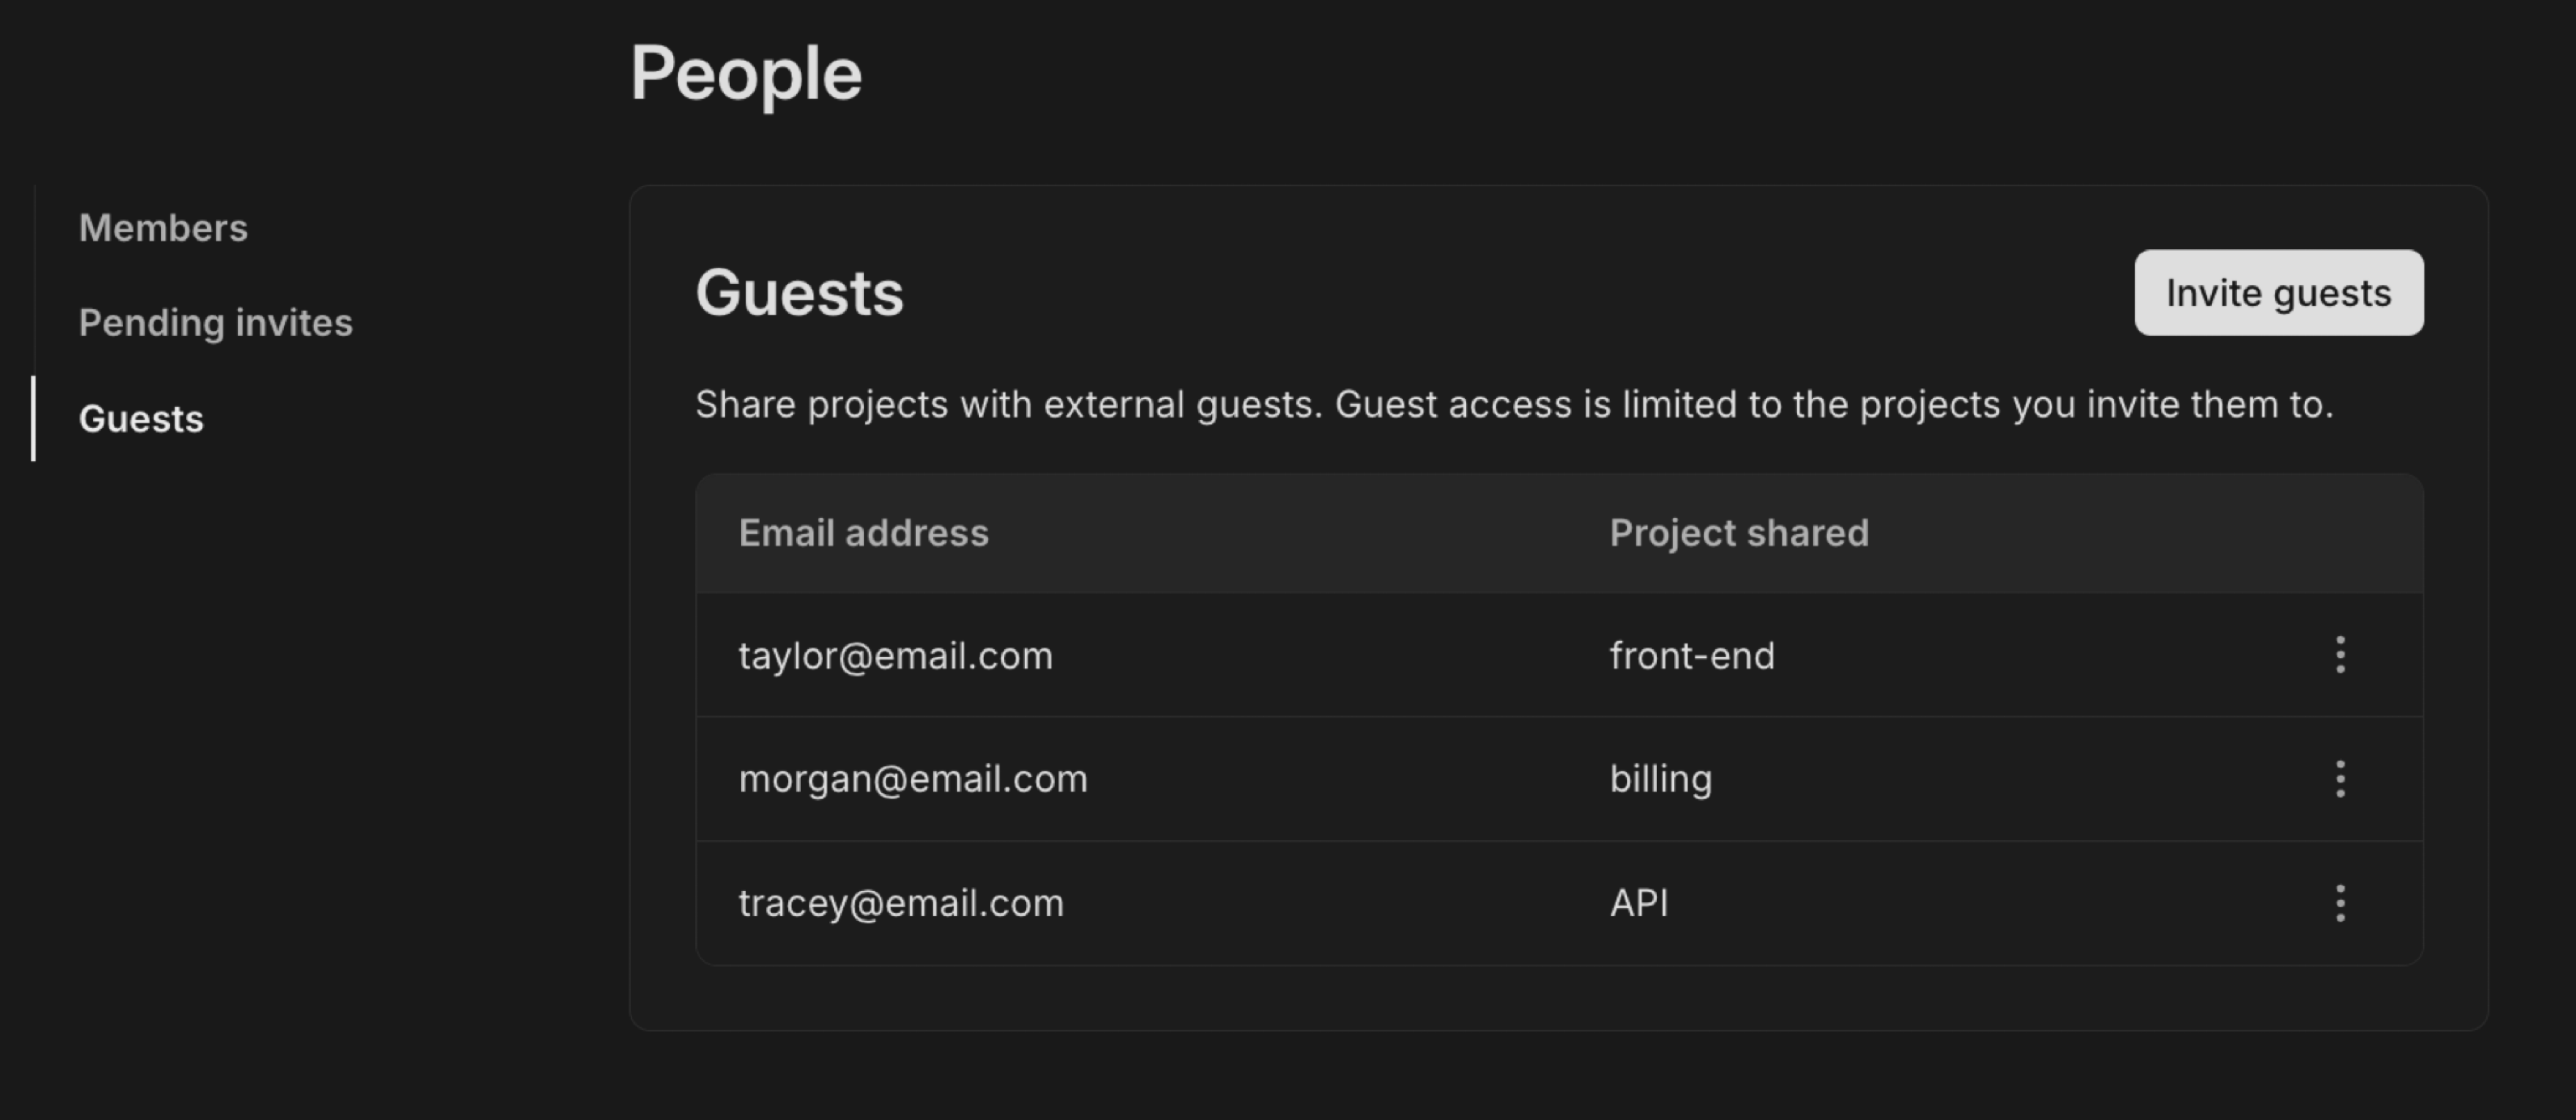 People
Members
Pending invites
Guests
Guests
Invite guests
Share projects with external guests. Guest access is limited to the projects you invite them to.
Email address Project shared
taylor@email.com front-end
morgan@email.com billing
tracey@email.com API